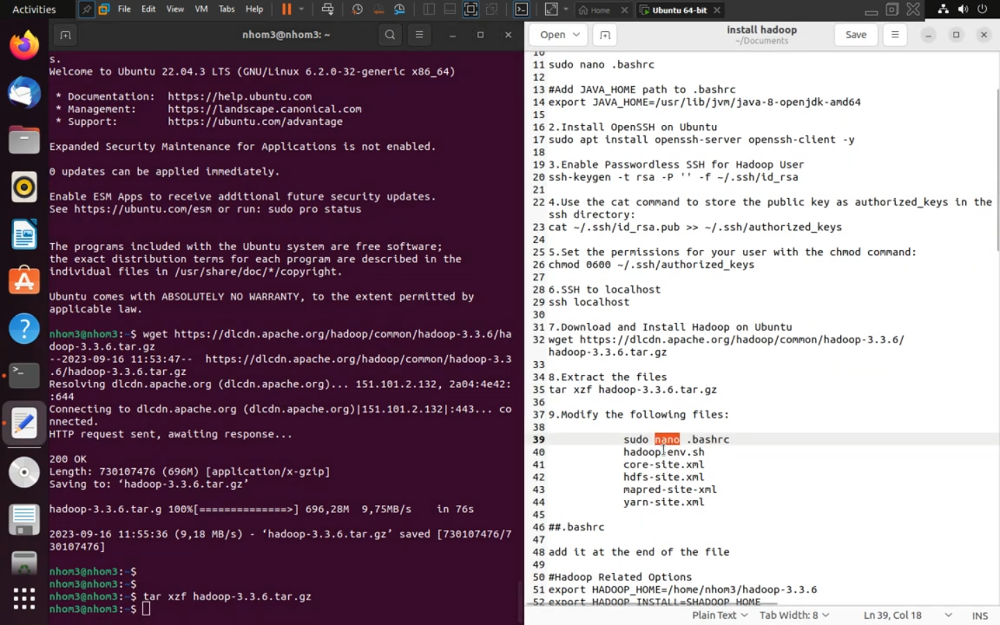 Activities
File Edit View VM Tabs Help
Home
Ubuntu 64-bit
nhom3@nhom3: ~
s.
Welcome to Ubuntu 22.04.3 LTS (GNU/Linux 6.2.0-32-generic x86_64)
* Documentation: https://help.ubuntu.com
* Management: https://landscape.canonical.com
* Support: https://ubuntu.com/advantage
Expanded Security Maintenance for Applications is not enabled.
0 updates can be applied immediately.
Enable ESM Apps to receive additional future security updates.
See https://ubuntu.com/esm or run: sudo pro status
The programs included with the Ubuntu system are free software;
the exact distribution terms for each program are described in the
individual files in /usr/share/doc/*/copyright.
Ubuntu comes with ABSOLUTELY NO WARRANTY, to the extent permitted by
applicable law.
nhom3@nhom3:~$ wget https://dlcdn.apache.org/hadoop/common/hadoop-3.3.6/ha
doop-3.3.6.tar.gz
--2023-09-16 11:53:47-- https://dlcdn.apache.org/hadoop/common/hadoop-3.3
.6/hadoop-3.3.6.tar.gz
Resolving dlcdn.apache.org (dlcdn.apache.org)... 151.101.2.132, 2a04:4e42:
:644
Connecting to dlcdn.apache.org (dlcdn.apache.org)|151.101.2.132|:443... co
nnected.
HTTP request sent, awaiting response...
200 OK
Length: 730107476 (696M) [application/x-gzip]
Saving to: ‘hadoop-3.3.6.tar.gz’
hadoop-3.3.6.tar.g 100%[==============>] 696,28M 9,75MB/s in 76s
2023-09-16 11:55:36 (9,18 MB/s) - ‘hadoop-3.3.6.tar.gz’ saved [730107476/7
30107476]
nhom3@nhom3:~$
nhom3@nhom3:~$
nhom3@nhom3:~$ tar xzf hadoop-3.3.6.tar.gz
nhom3@nhom3:~$
Open
install hadoop
~/Documents
Save
10
11 sudo nano .bashrc
12
13 #Add JAVA_HOME path to .bashrc
14 export JAVA_HOME=/usr/lib/jvm/java-8-openjdk-amd64
15
16 2.Install OpenSSH on Ubuntu
17 sudo apt install openssh-server openssh-client -y
18
19 3.Enable Passwordless SSH for Hadoop User
20 ssh-keygen -t rsa -P '' -f ~/.ssh/id_rsa
21
22 4.Use the cat command to store the public key as authorized_keys in the
ssh directory:
23 cat ~/.ssh/id_rsa.pub >> ~/.ssh/authorized_keys
24
25 5.Set the permissions for your user with the chmod command:
26 chmod 0600 ~/.ssh/authorized_keys
27
28 6.SSH to localhost
29 ssh localhost
30
31 7.Download and Install Hadoop on Ubuntu
32 wget https://dlcdn.apache.org/hadoop/common/hadoop-3.3.6/
hadoop-3.3.6.tar.gz
33
34 8.Extract the files
35 tar xzf hadoop-3.3.6.tar.gz
36
37 9.Modify the following files:
38
39 sudo nano .bashrc
40 hadoop-env.sh
41 core-site.xml
42 hdfs-site.xml
43 mapred-site-xml
44 yarn-site.xml
45
46 ##.bashrc
47
48 add it at the end of the file
49
50 #Hadoop Related Options
51 export HADOOP_HOME=/home/nhom3/hadoop-3.3.6
52 export HADOOP_INSTALL=$HADOOP_HOME
Plain Text Tab Width: 8 Ln 39, Col 18 INS